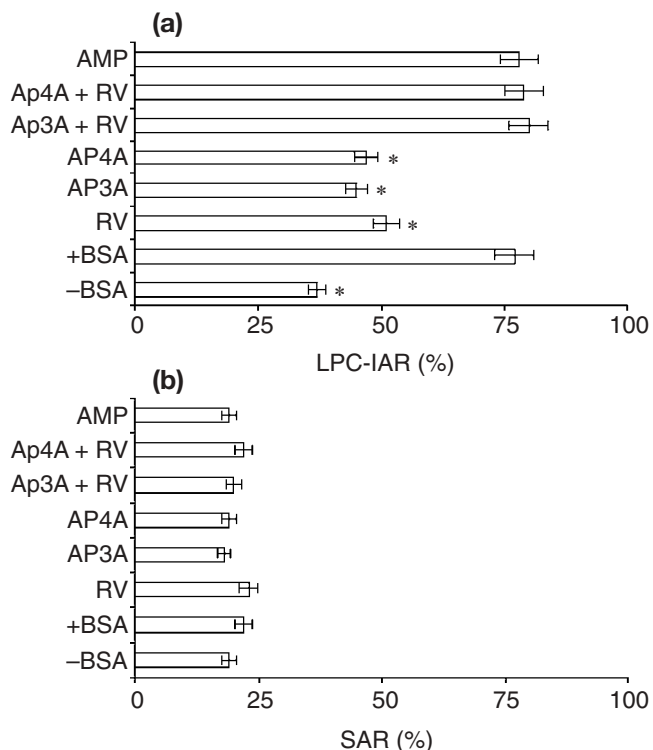 (a)
AMP
Ap4A + RV
Ap3A + RV
AP4A
*
AP3A
*
RV
*
+BSA
–BSA
*
0 25 50 75 100
LPC-IAR (%)
(b)
AMP
Ap4A + RV
Ap3A + RV
AP4A
AP3A
RV
+BSA
–BSA
0 25 50 75 100
SAR (%)